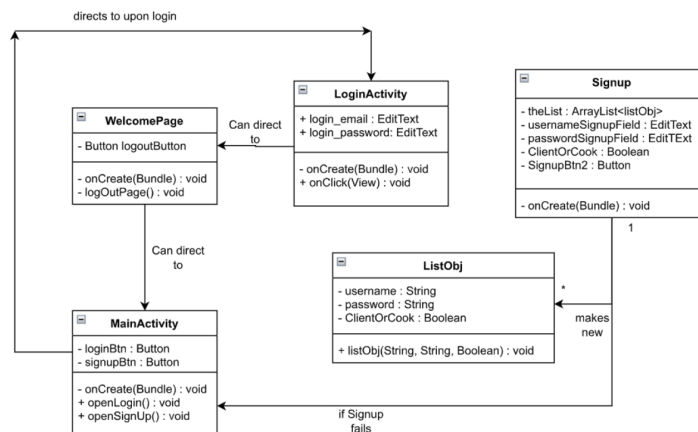 directs to upon login
LoginActivity
+ login_email : EditText
+ login_password: EditText
- onCreate(Bundle) : void
+ onClick(View) : void
Signup
- theList : ArrayList<listObj>
- usernameSignupField : EditText
- passwordSignupField : EditTExt
- ClientOrCook : Boolean
- SignupBtn2 : Button
- onCreate(Bundle) : void
WelcomePage
- Button logoutButton
- onCreate(Bundle) : void
- logOutPage() : void
Can direct
to
1
Can direct
to
ListObj
- username : String
- password : String
- ClientOrCook : Boolean
+ listObj(String, String, Boolean) : void
*
makes
new
MainActivity
- loginBtn : Button
- signupBtn : Button
- onCreate(Bundle) : void
+ openLogin() : void
+ openSignUp() : void
if Signup
fails